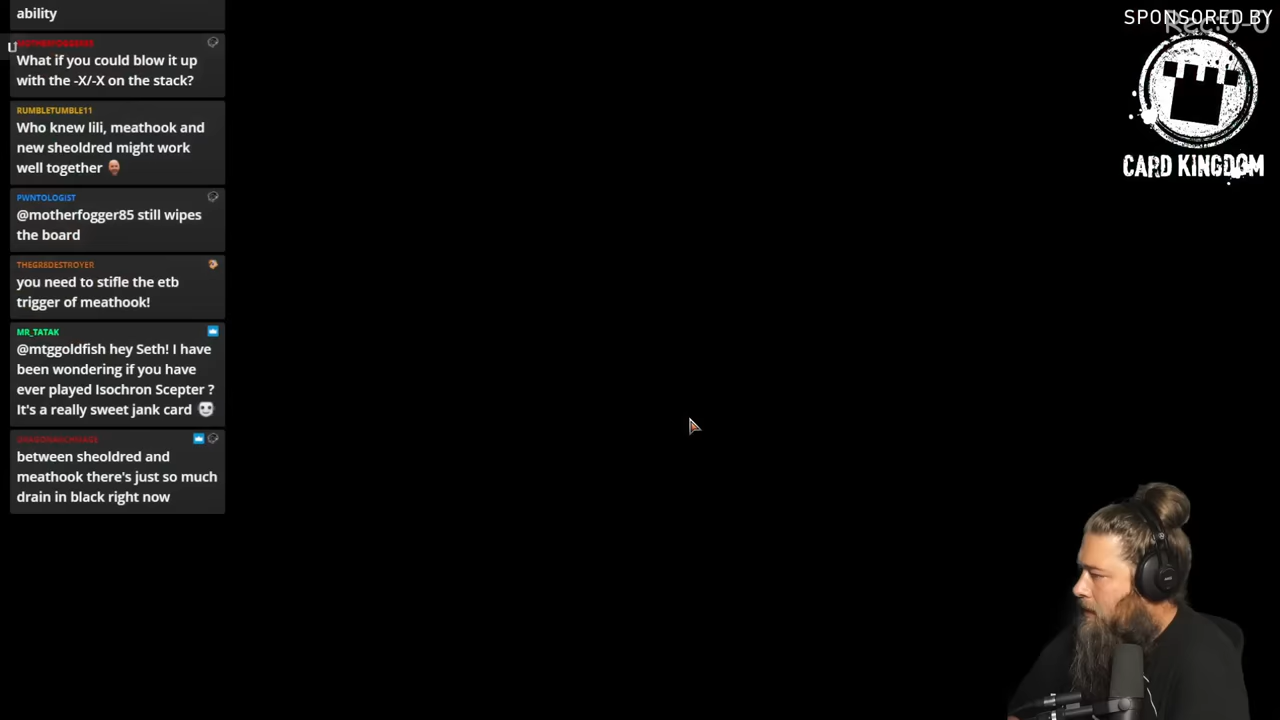 ability
What if you could blow it up
with the -X/-X on the stack?
RUMBLETUMBLE11
Who knew lili, meathook and
new sheoldred might work
well together
PWNTOLOGIST
@motherfogger85 still wipes
the board
THEGR8DESTROYER
you need to stifle the etb
trigger of meathook!
MR_TATAK
@mtggoldfish hey Seth! I have
been wondering if you have
ever played Isochron Scepter ?
It's a really sweet jank card
between sheoldred and
meathook there's just so much
drain in black right now
SPONSORED BY
Rec:0-0
CARD KINGDOM